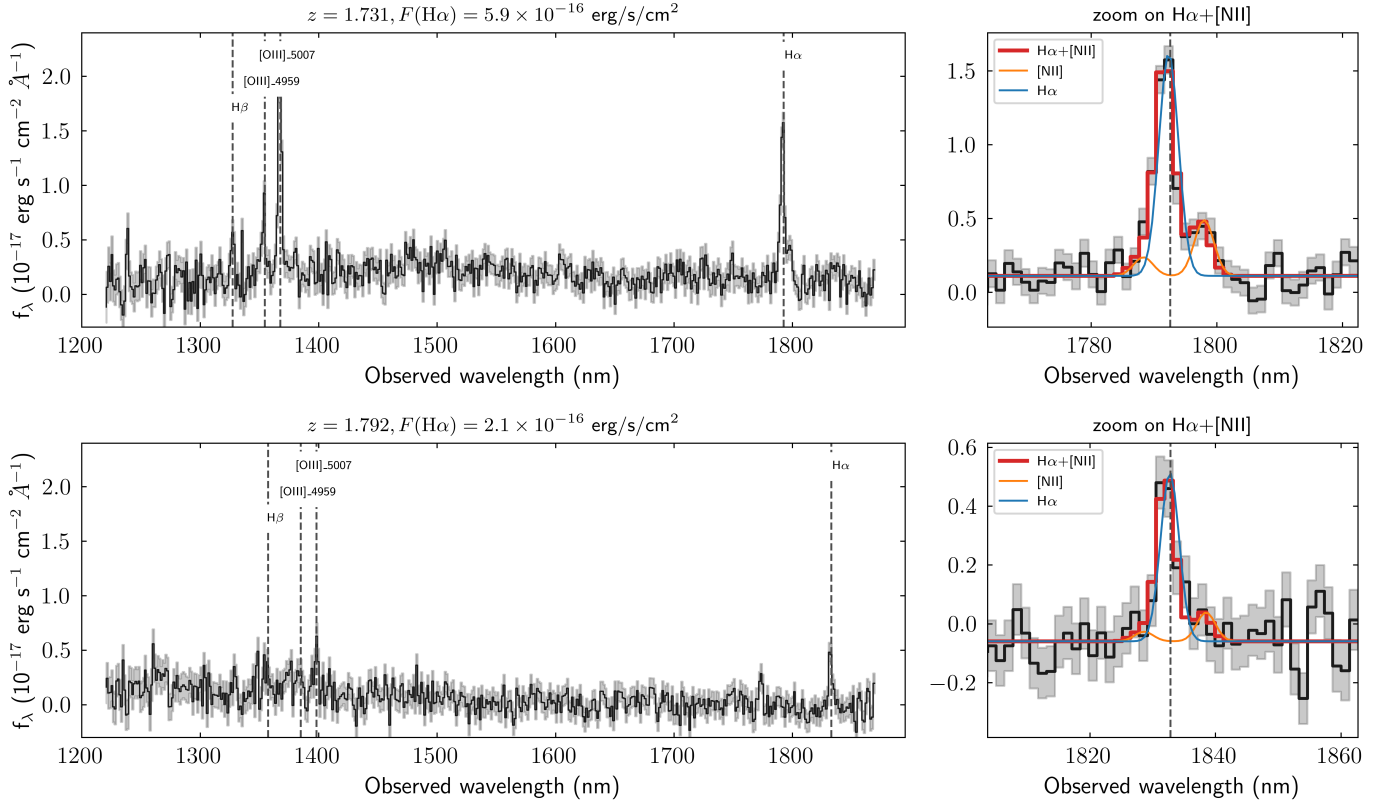 z = 1.731, F(Hα) = 5.9 × 10⁻¹⁶ erg/s/cm²
zoom on Hα+[NII]
[OIII]_5007
Hα
[OIII]_4959
Hβ
2.0
1.5
1.0
0.5
0.0
f_λ (10⁻¹⁷ erg s⁻¹ cm⁻² Å⁻¹)
1200
1300
1400
1500
1600
1700
1800
Observed wavelength (nm)
Hα+[NII]
[NII]
Hα
1.5
1.0
0.5
0.0
1780
1800
1820
Observed wavelength (nm)
z = 1.792, F(Hα) = 2.1 × 10⁻¹⁶ erg/s/cm²
zoom on Hα+[NII]
[OIII]_5007
Hα
[OIII]_4959
Hβ
2.0
1.5
1.0
0.5
0.0
f_λ (10⁻¹⁷ erg s⁻¹ cm⁻² Å⁻¹)
1200
1300
1400
1500
1600
1700
1800
Observed wavelength (nm)
Hα+[NII]
[NII]
Hα
0.6
0.4
0.2
0.0
−0.2
1820
1840
1860
Observed wavelength (nm)